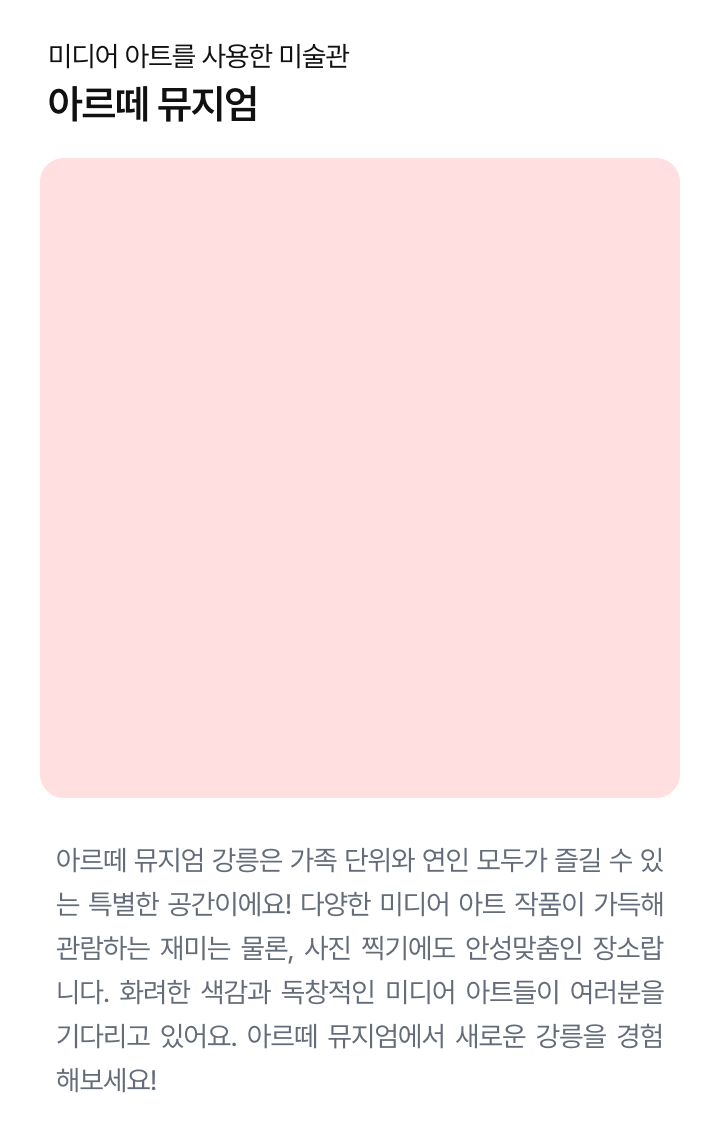 미디어 아트를 사용한 미술관
아르떼 뮤지엄
아르떼 뮤지엄 강릉은 가족 단위와 연인 모두가 즐길 수 있
는 특별한 공간이에요! 다양한 미디어 아트 작품이 가득해
관람하는 재미는 물론, 사진 찍기에도 안성맞춤인 장소랍
니다. 화려한 색감과 독창적인 미디어 아트들이 여러분을
기다리고 있어요. 아르떼 뮤지엄에서 새로운 강릉을 경험
해보세요!